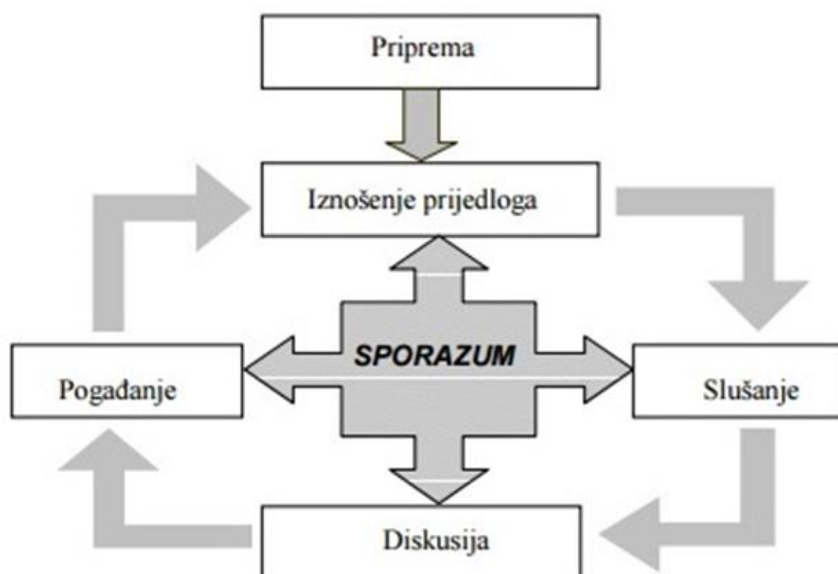 Priprema
Iznošenje prijedloga
SPORAZUM
Pogađanje
Slušanje
Diskusija